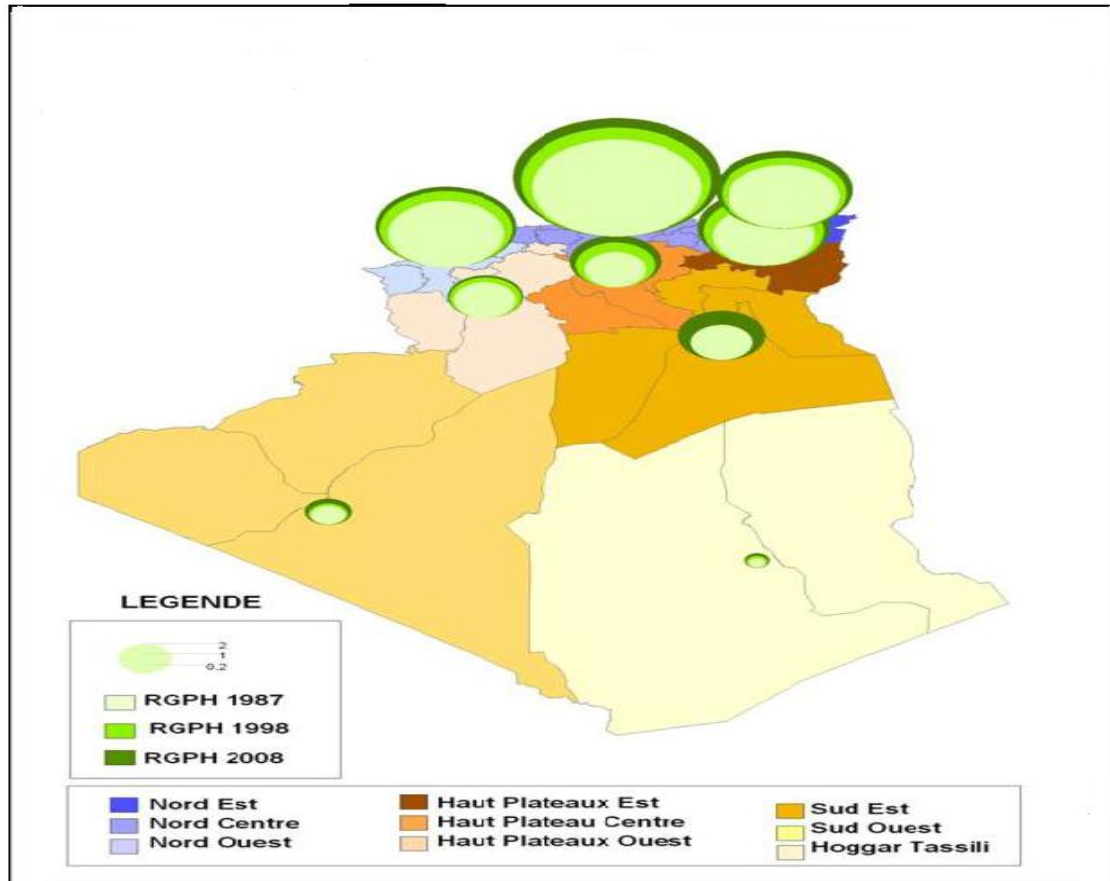 LEGENDE
2
1
0.2
RGPH 1987
RGPH 1998
RGPH 2008
Nord Est
Nord Centre
Nord Ouest
Haut Plateaux Est
Haut Plateau Centre
Haut Plateaux Ouest
Sud Est
Sud Ouest
Hoggar Tassili